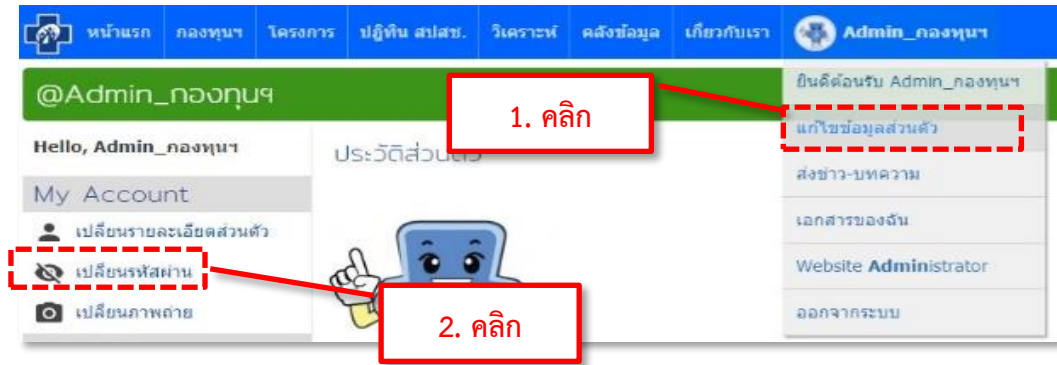 หน้าแรก กองทุนฯ โครงการ ปฏิทิน สปสช. วิเคราะห์ คลังข้อมูล เกี่ยวกับเรา Admin_กองทุนฯ
@Admin_กองทุนฯ
ยินดีต้อนรับ Admin_กองทุนฯ
1. คลิก
แก้ไขข้อมูลส่วนตัว
Hello, Admin_กองทุนฯ
ประวัติส่วนตัว
ส่งข่าว-บทความ
My Account
เปลี่ยนรายละเอียดส่วนตัว
เอกสารของฉัน
เปลี่ยนรหัสผ่าน
Website Administrator
เปลี่ยนภาพถ่าย
2. คลิก
ออกจากระบบ